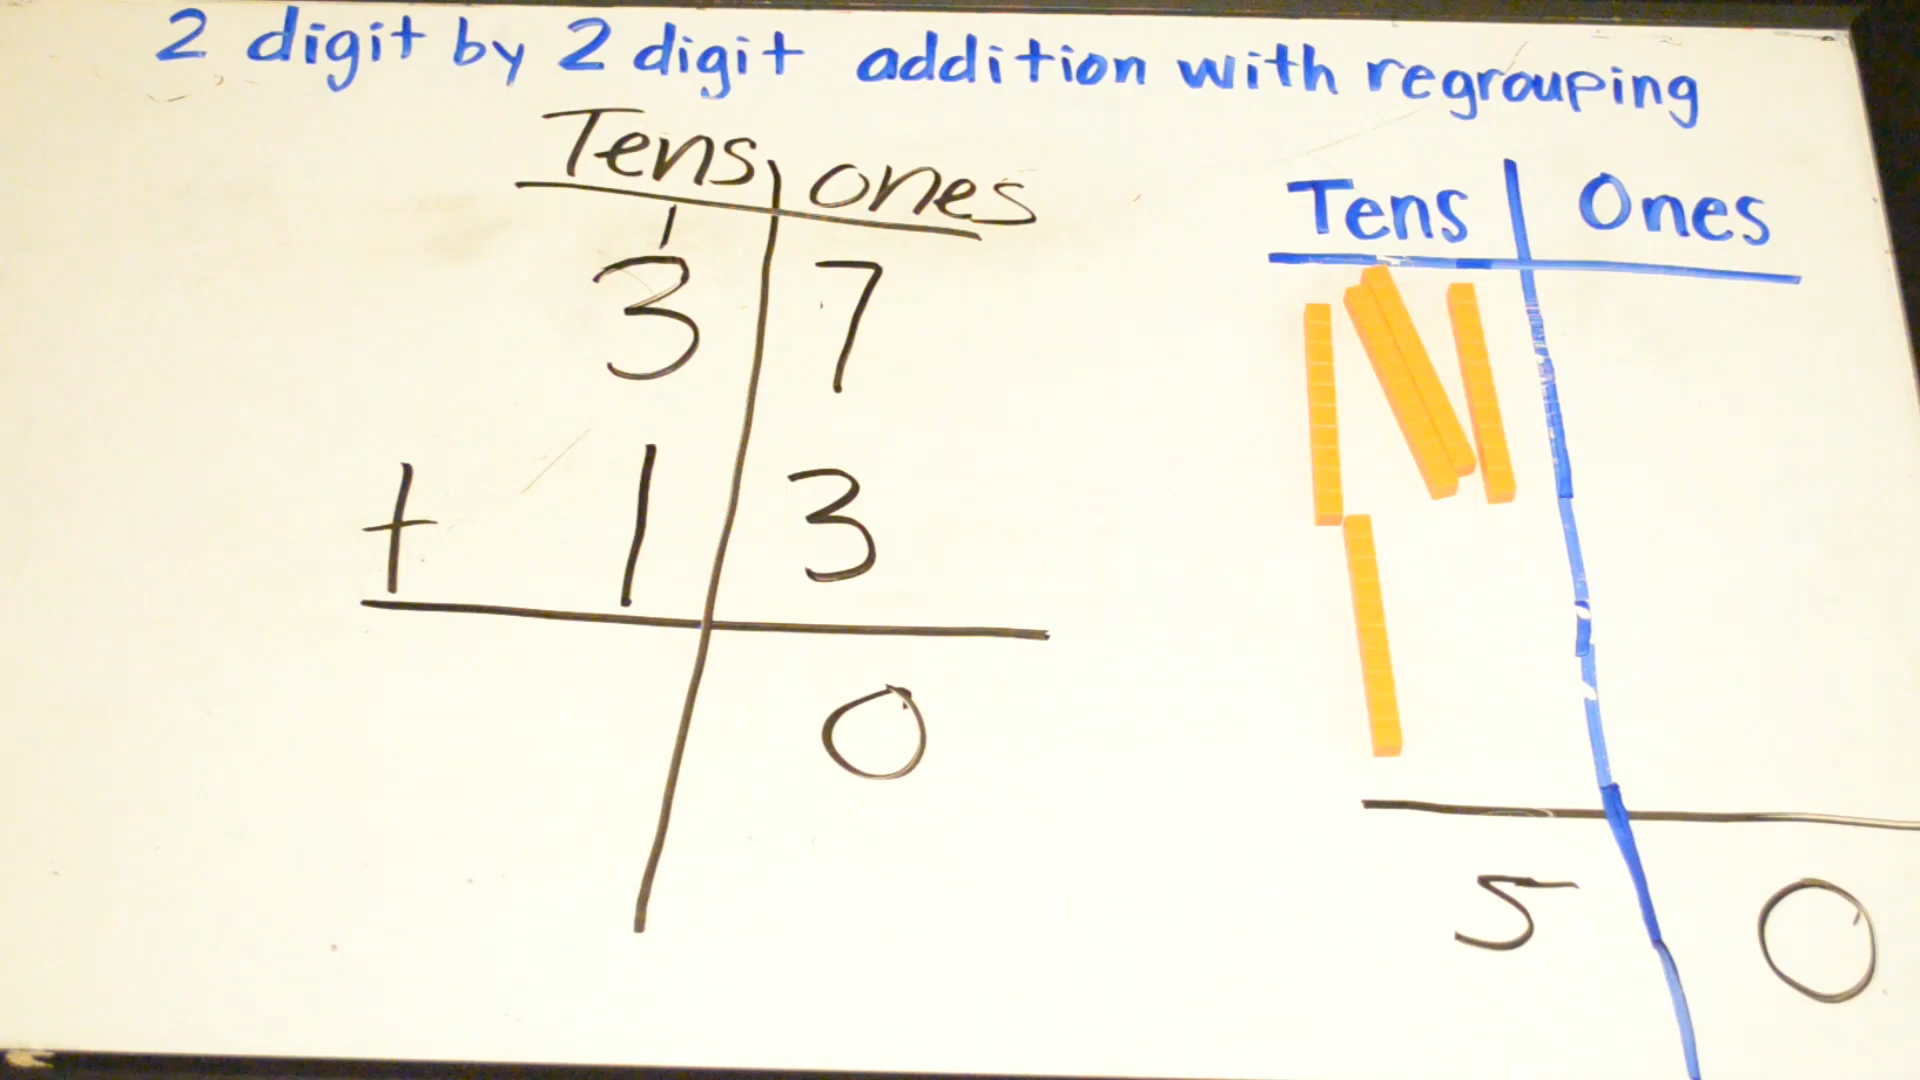 2 digit by 2 digit addition with regrouping
Tens ones
1
3 7
+ 1 3
0
Tens Ones
5 0